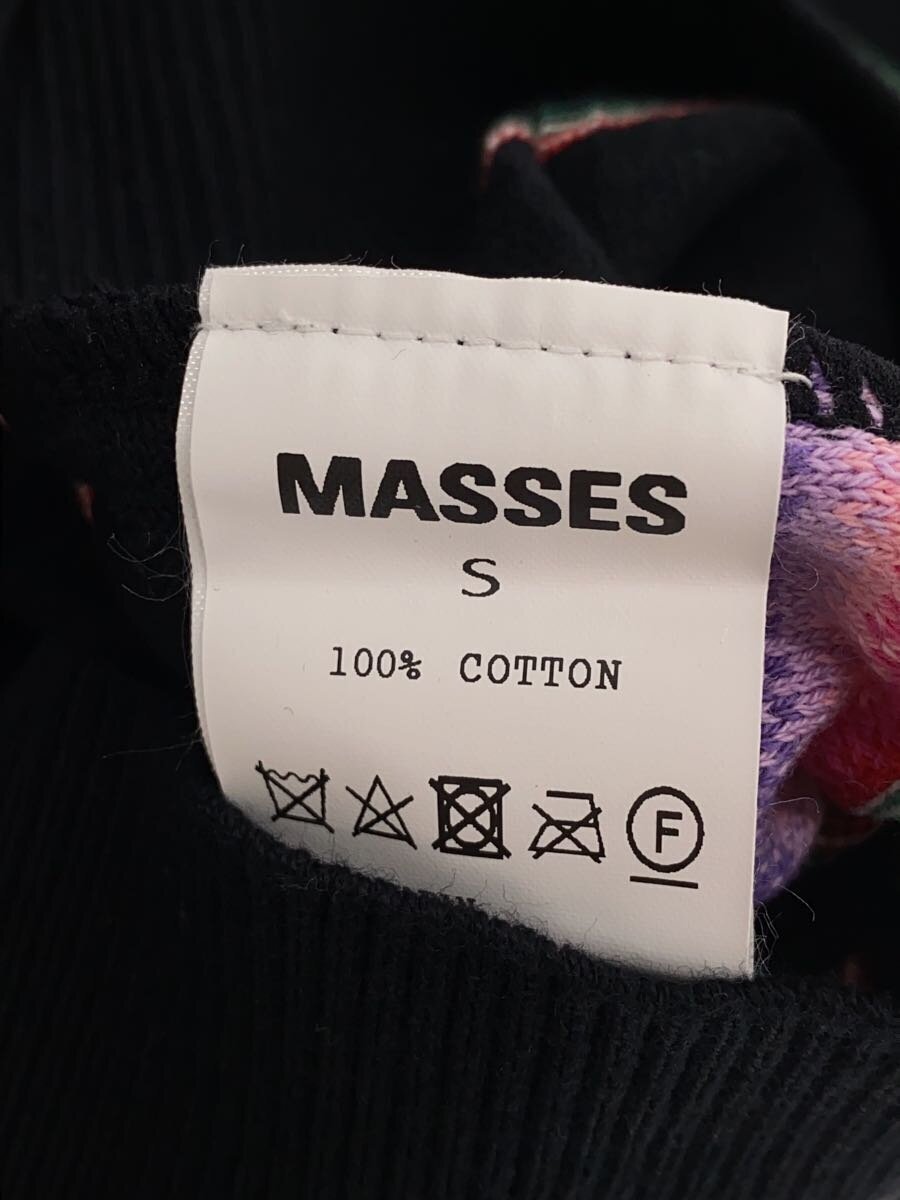 MASSES
S
100% COTTON
F